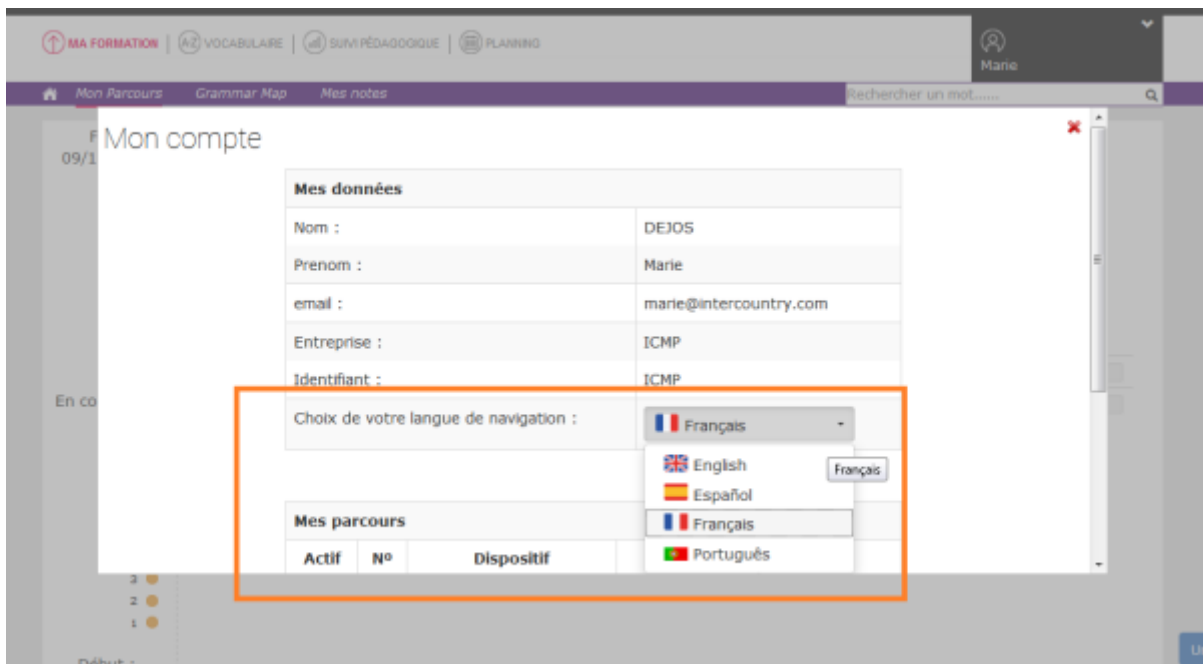 MA FORMATION | A-Z VOCABULAIRE | SUIVI PÉDAGOGIQUE | PLANNING
Marie
Mon Parcours Grammar Map Mes notes Rechercher un mot......
Mon compte
09/1
Mes données
Nom : DEJOS
Prenom : Marie
email : marie@intercountry.com
Entreprise : ICMP
Identifiant : ICMP
En co
Choix de votre langue de navigation : Français
English
Français
Español
Mes parcours
Français
Actif Nº Dispositif
Português
3
2
1
Début :